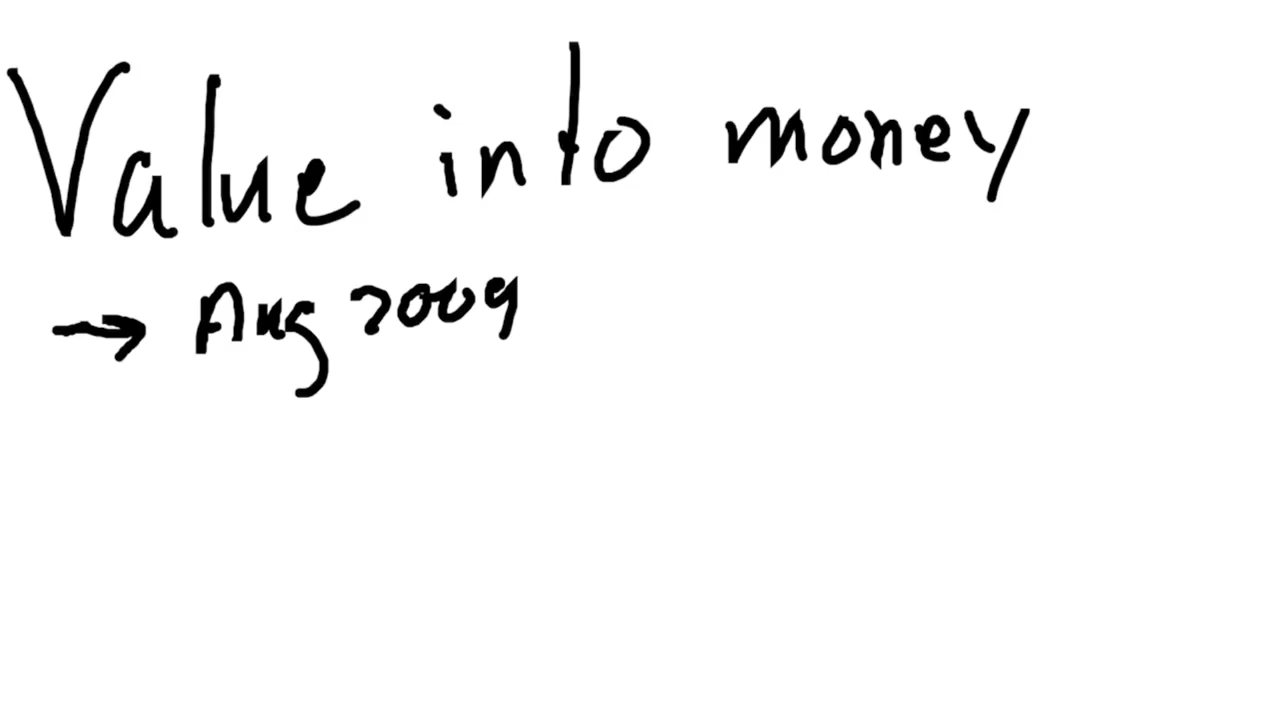 Value into money
→ Aug 2009